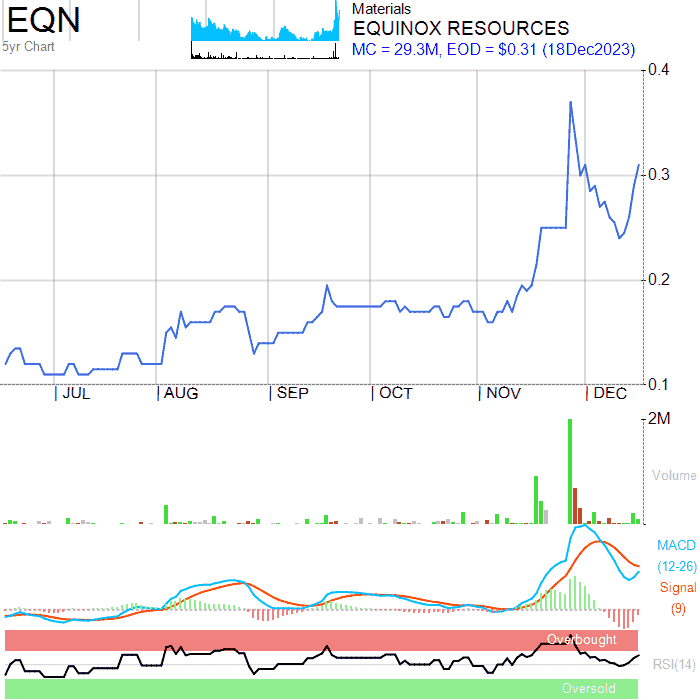 EQN
5yr Chart
Materials
EQUINOX RESOURCES
MC = 29.3M, EOD = $0.31 (18Dec2023)
0.4
0.3
0.2
0.1
JUL AUG SEP OCT NOV DEC
2M
Volume
MACD
(12-26)
Signal
(9)
Overbought
RSI(14)
Oversold